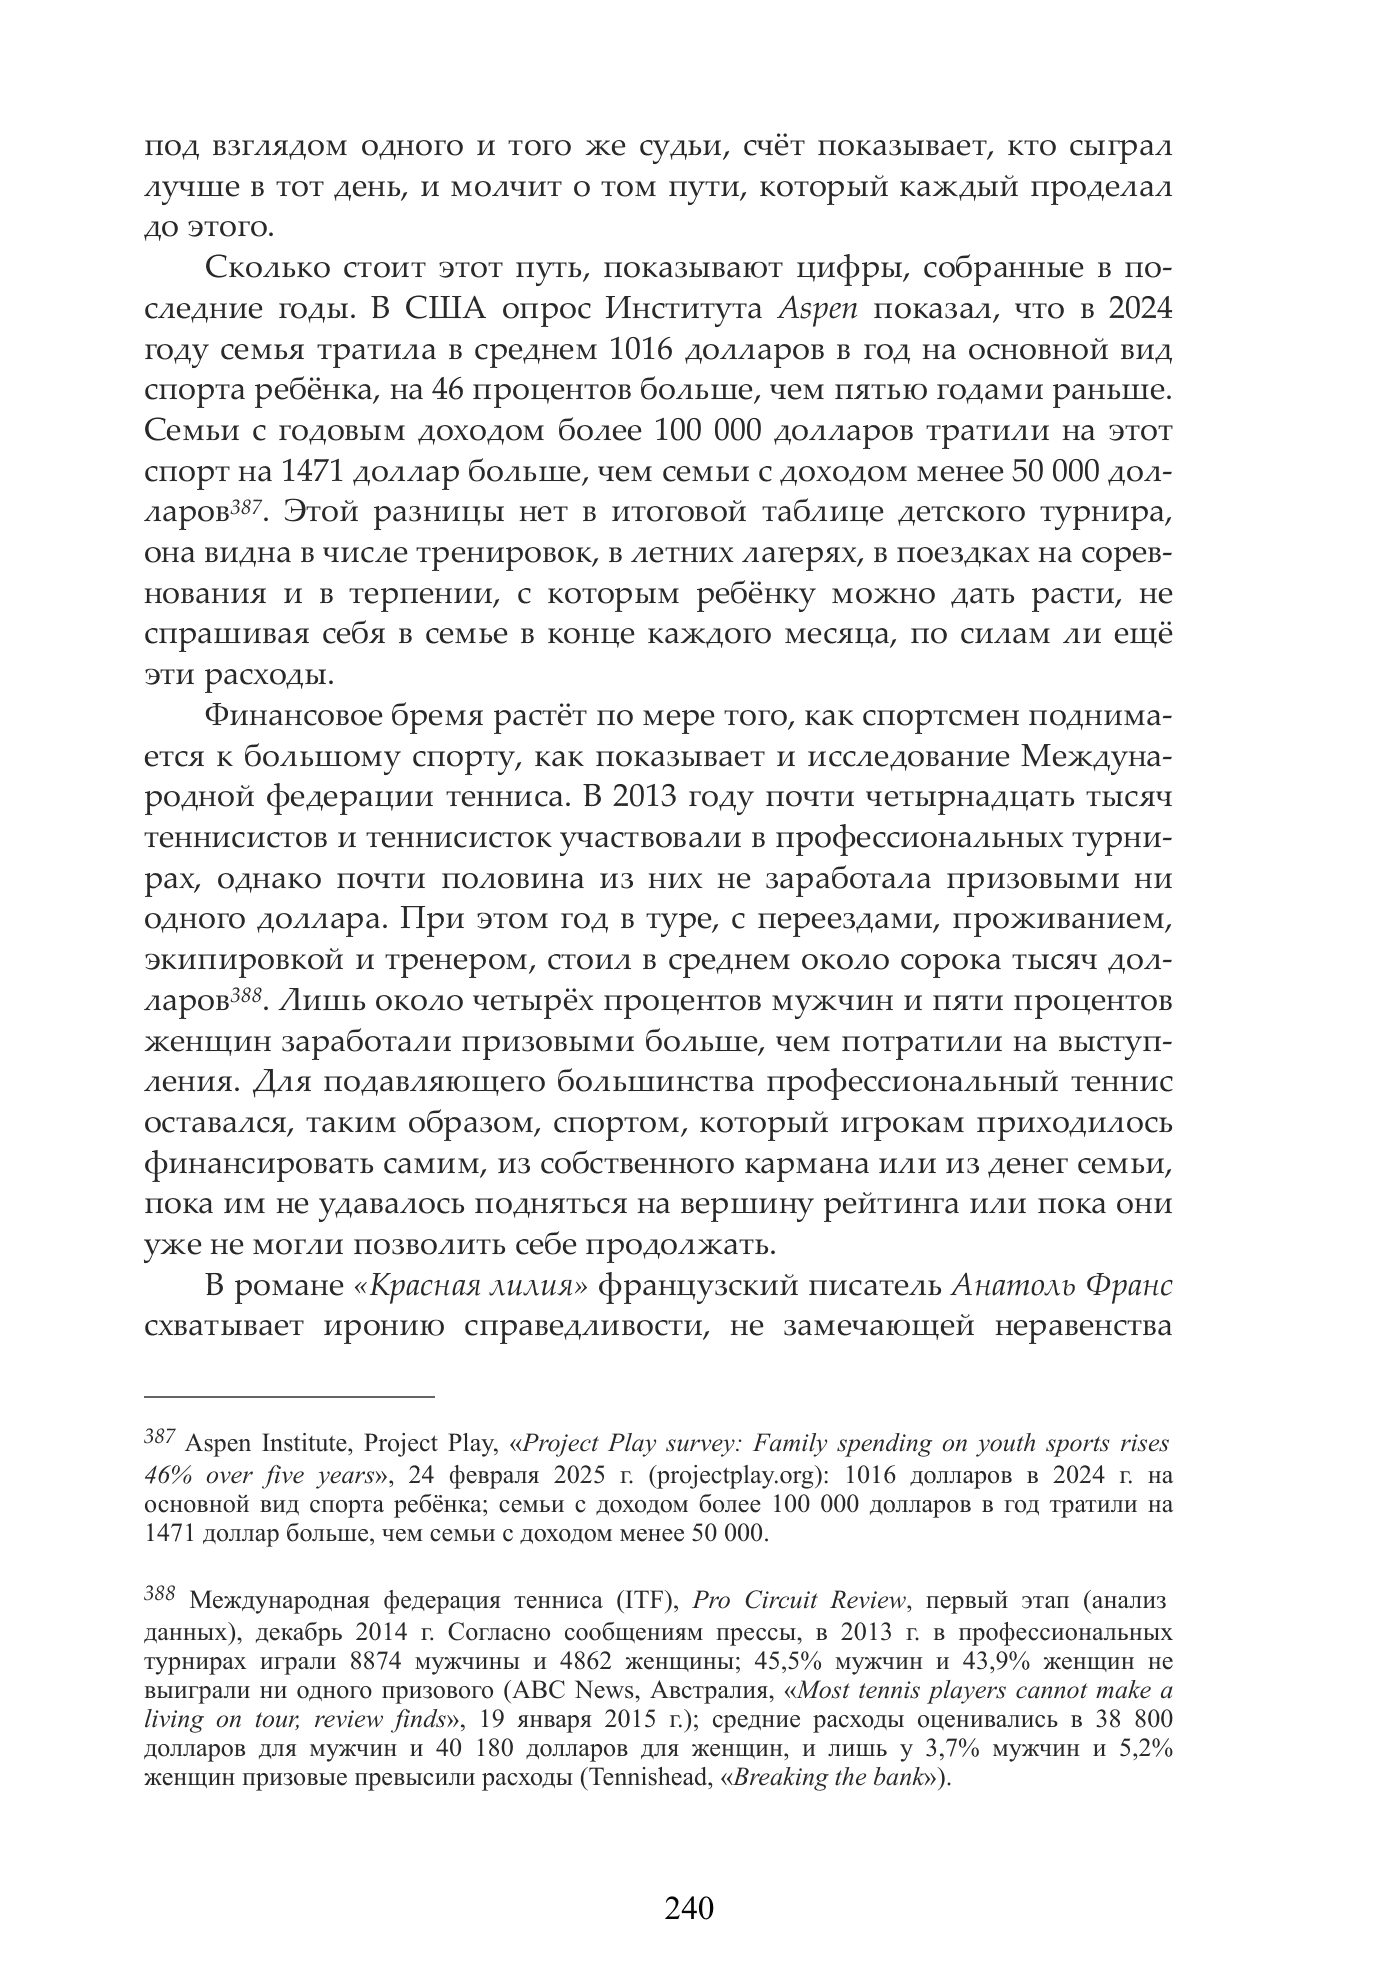 под взглядом одного и того же судьи, счёт показывает, кто сыграл
лучше в тот день, и молчит о том пути, который каждый проделал
до этого.
Сколько стоит этот путь, показывают цифры, собранные в по-
следние годы. В США опрос Института Aspen показал, что в 2024
году семья тратила в среднем 1016 долларов в год на основной вид
спорта ребёнка, на 46 процентов больше, чем пятью годами раньше.
Семьи с годовым доходом более 100 000 долларов тратили на этот
спорт на 1471 доллар больше, чем семьи с доходом менее 50 000 дол-
ларов387. Этой разницы нет в итоговой таблице детского турнира,
она видна в числе тренировок, в летних лагерях, в поездках на сорев-
нования и в терпении, с которым ребёнку можно дать расти, не
спрашивая себя в семье в конце каждого месяца, по силам ли ещё
эти расходы.
Финансовое бремя растёт по мере того, как спортсмен поднима-
ется к большому спорту, как показывает и исследование Междуна-
родной федерации тенниса. В 2013 году почти четырнадцать тысяч
теннисистов и теннисисток участвовали в профессиональных турни-
рах, однако почти половина из них не заработала призовыми ни
одного доллара. При этом год в туре, с переездами, проживанием,
экипировкой и тренером, стоил в среднем около сорока тысяч дол-
ларов388. Лишь около четырёх процентов мужчин и пяти процентов
женщин заработали призовыми больше, чем потратили на выступ-
ления. Для подавляющего большинства профессиональный теннис
оставался, таким образом, спортом, который игрокам приходилось
финансировать самим, из собственного кармана или из денег семьи,
пока им не удавалось подняться на вершину рейтинга или пока они
уже не могли позволить себе продолжать.
В романе «Красная лилия» французский писатель Анатоль Франс
схватывает иронию справедливости, не замечающей неравенства
387 Aspen Institute, Project Play, «Project Play survey: Family spending on youth sports rises
46% over five years», 24 февраля 2025 г. (projectplay.org): 1016 долларов в 2024 г. на
основной вид спорта ребёнка; семьи с доходом более 100 000 долларов в год тратили на
1471 доллар больше, чем семьи с доходом менее 50 000.
388 Международная федерация тенниса (ITF), Pro Circuit Review, первый этап (анализ
данных), декабрь 2014 г. Согласно сообщениям прессы, в 2013 г. в профессиональных
турнирах играли 8874 мужчины и 4862 женщины; 45,5% мужчин и 43,9% женщин не
выиграли ни одного призового (ABC News, Австралия, «Most tennis players cannot make a
living on tour, review finds», 19 января 2015 г.); средние расходы оценивались в 38 800
долларов для мужчин и 40 180 долларов для женщин, и лишь у 3,7% мужчин и 5,2%
женщин призовые превысили расходы (Tennishead, «Breaking the bank»).
240